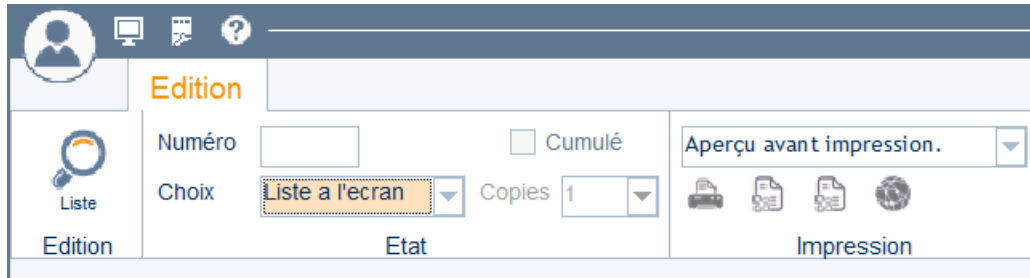 Edition
Numéro
Cumulé
Aperçu avant impression.
Liste
Choix
Liste a l'ecran
Copies
1
Edition
Etat
Impression